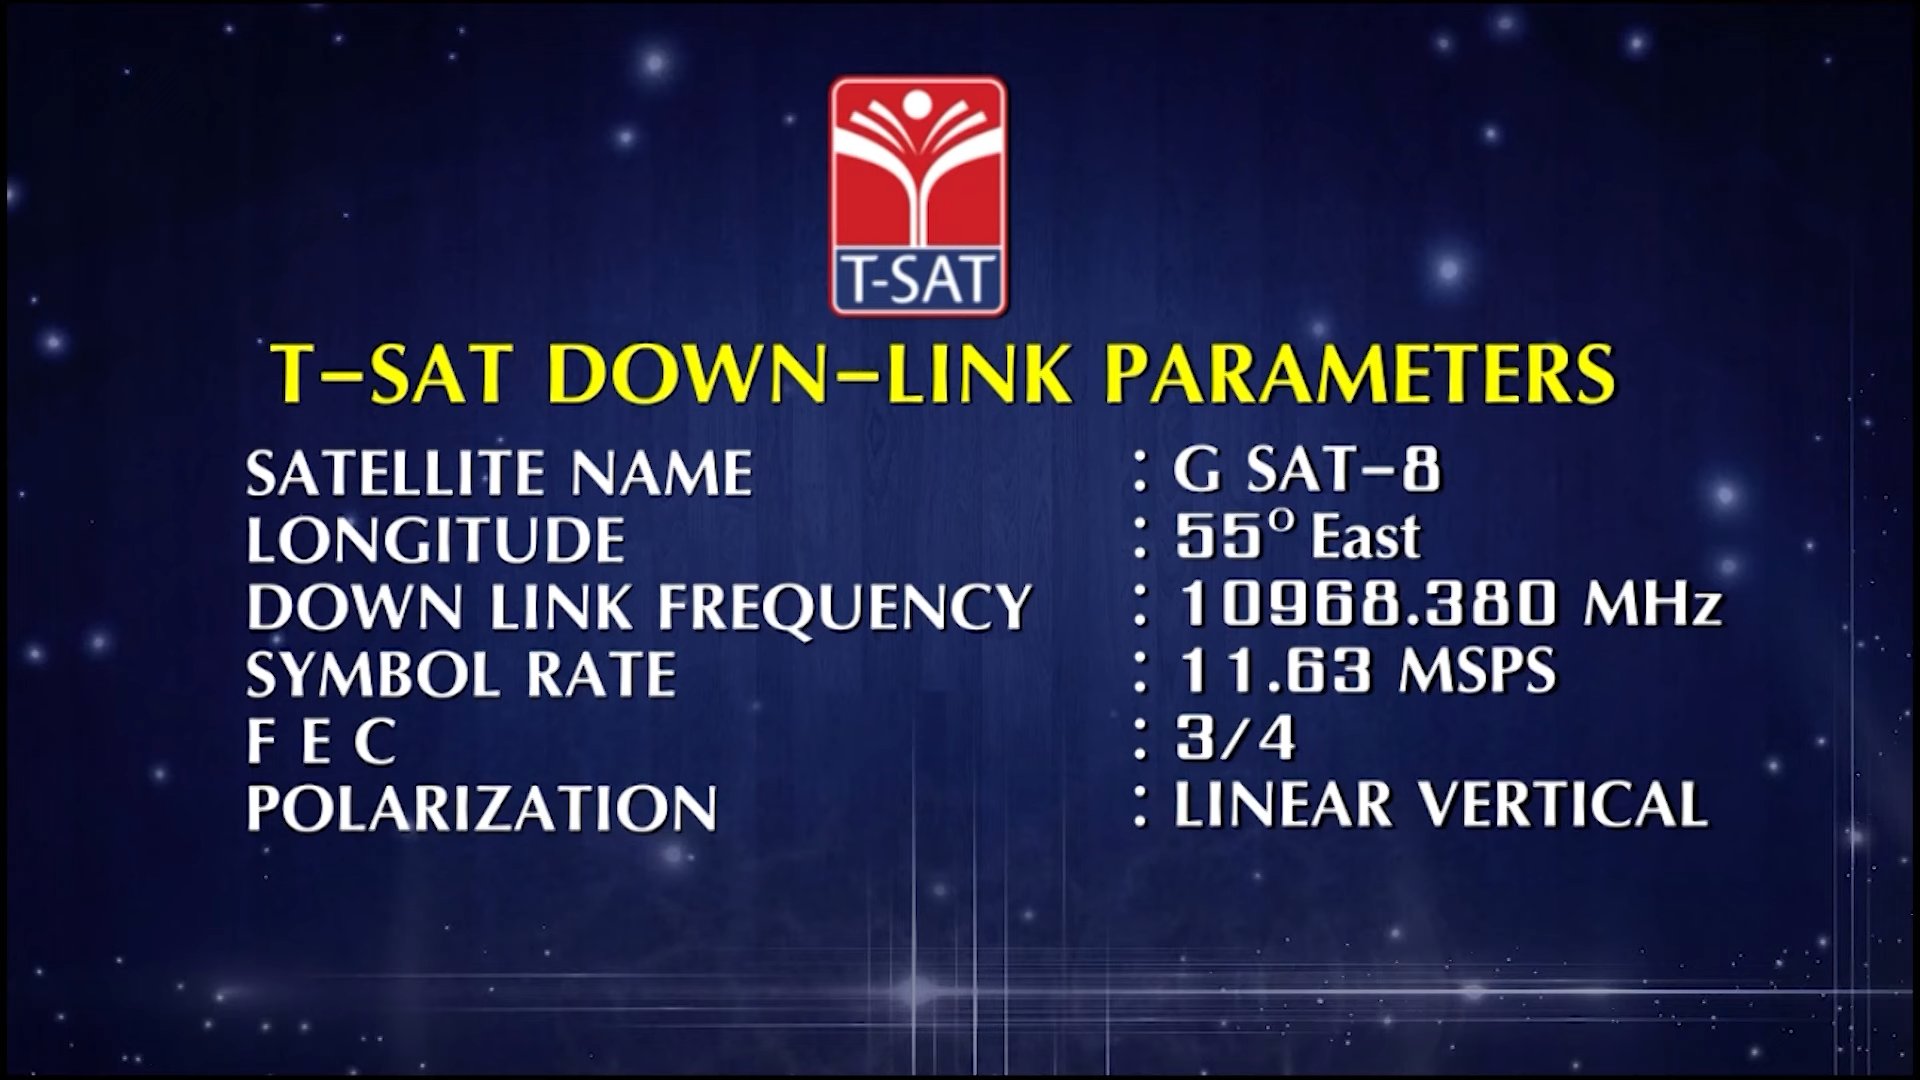 T-SAT
T-SAT DOWN-LINK PARAMETERS
SATELLITE NAME : G SAT-8
LONGITUDE : 55° East
DOWN LINK FREQUENCY : 10968.380 MHz
SYMBOL RATE : 11.63 MSPS
F E C : 3/4
POLARIZATION : LINEAR VERTICAL